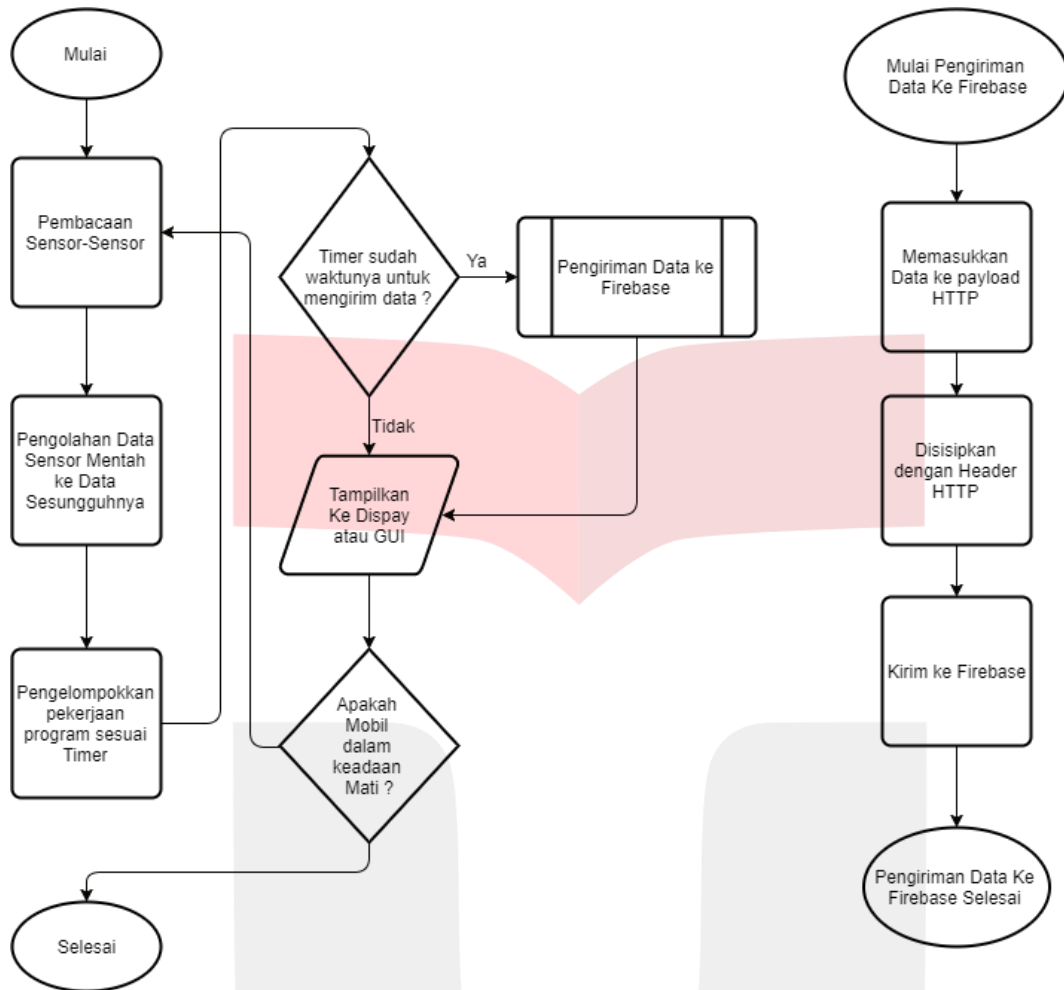 Mulai
Pembacaan
Sensor-Sensor
Pengolahan Data
Sensor Mentah
ke Data
Sesungguhnya
Pengelompokkan
pekerjaan
program sesuai
Timer
Timer sudah
waktunya untuk
mengirim data ?
Ya
Pengiriman Data ke
Firebase
Tidak
Tampilkan
Ke Dispay
atau GUI
Apakah
Mobil
dalam
keadaan
Mati ?
Selesai
Mulai Pengiriman
Data Ke Firebase
Memasukkan
Data ke payload
HTTP
Disisipkan
dengan Header
HTTP
Kirim ke Firebase
Pengiriman Data Ke
Firebase Selesai